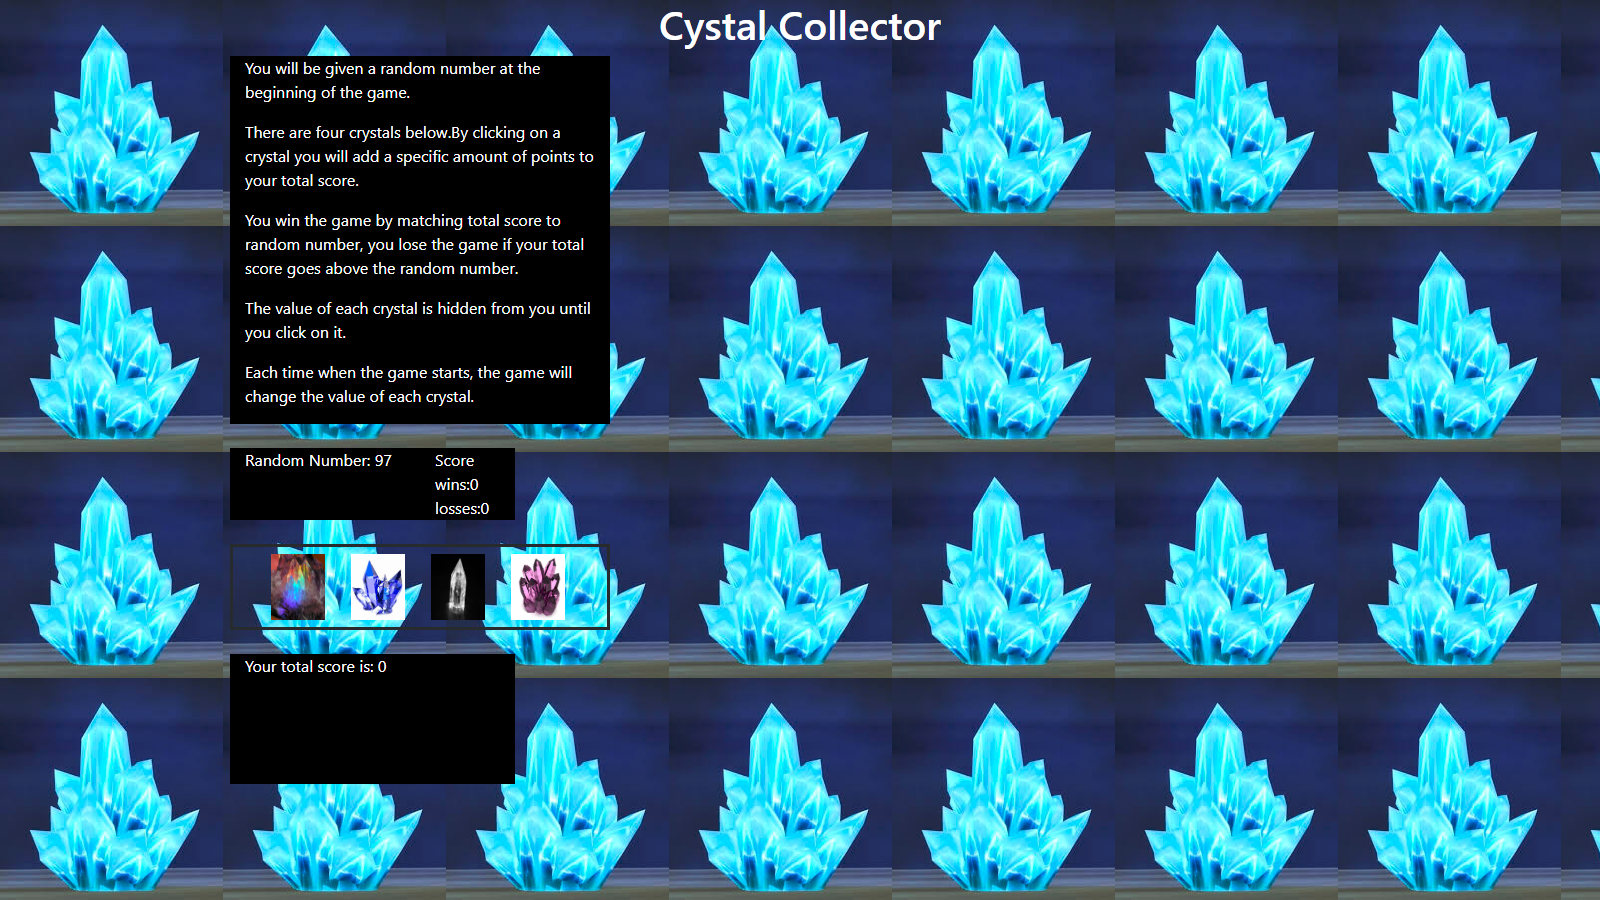 Cystal Collector
You will be given a random number at the
beginning of the game.
There are four crystals below.By clicking on a
crystal you will add a specific amount of points to
your total score.
You win the game by matching total score to
random number, you lose the game if your total
score goes above the random number.
The value of each crystal is hidden from you until
you click on it.
Each time when the game starts, the game will
change the value of each crystal.
Random Number: 97
Score
wins:0
losses:0
Your total score is: 0